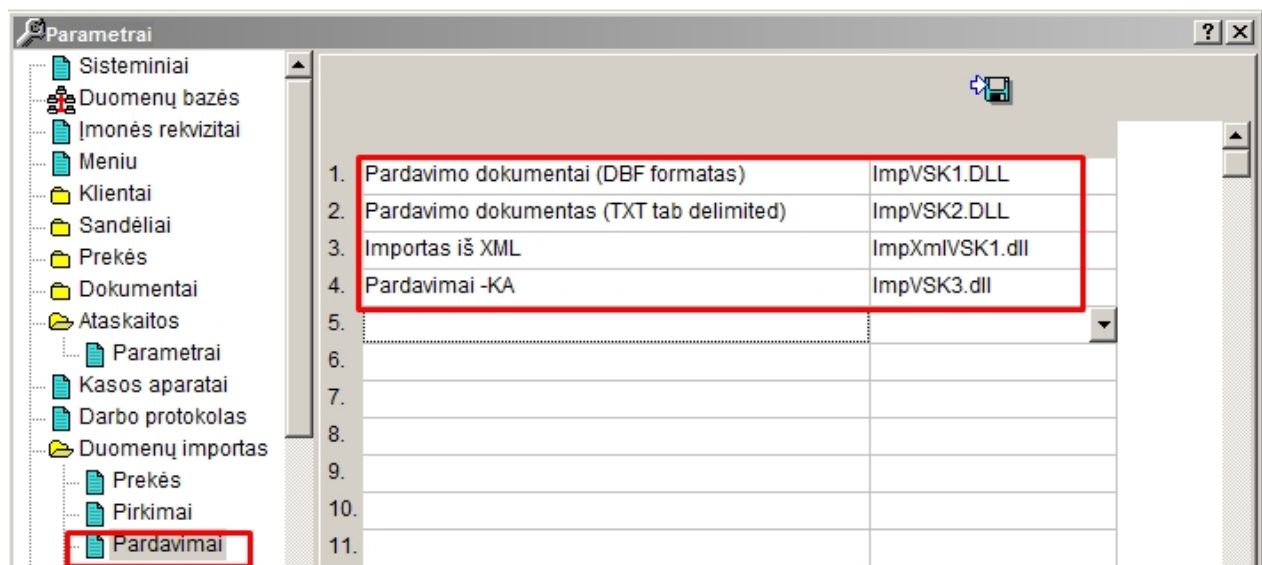 Parametrai
Sisteminiai
Duomenų bazės
Įmonės rekvizitai
Meniu
Klientai
Sandėliai
Prekės
Dokumentai
Ataskaitos
Parametrai
Kasos aparatai
Darbo protokolas
Duomenų importas
Prekės
Pirkimai
Pardavimai
1. Pardavimo dokumentai (DBF formatas) ImpVSK1.DLL
2. Pardavimo dokumentas (TXT tab delimited) ImpVSK2.DLL
3. Importas iš XML ImpXmlVSK1.dll
4. Pardavimai -KA ImpVSK3.dll
5.
6.
7.
8.
9.
10.
11.